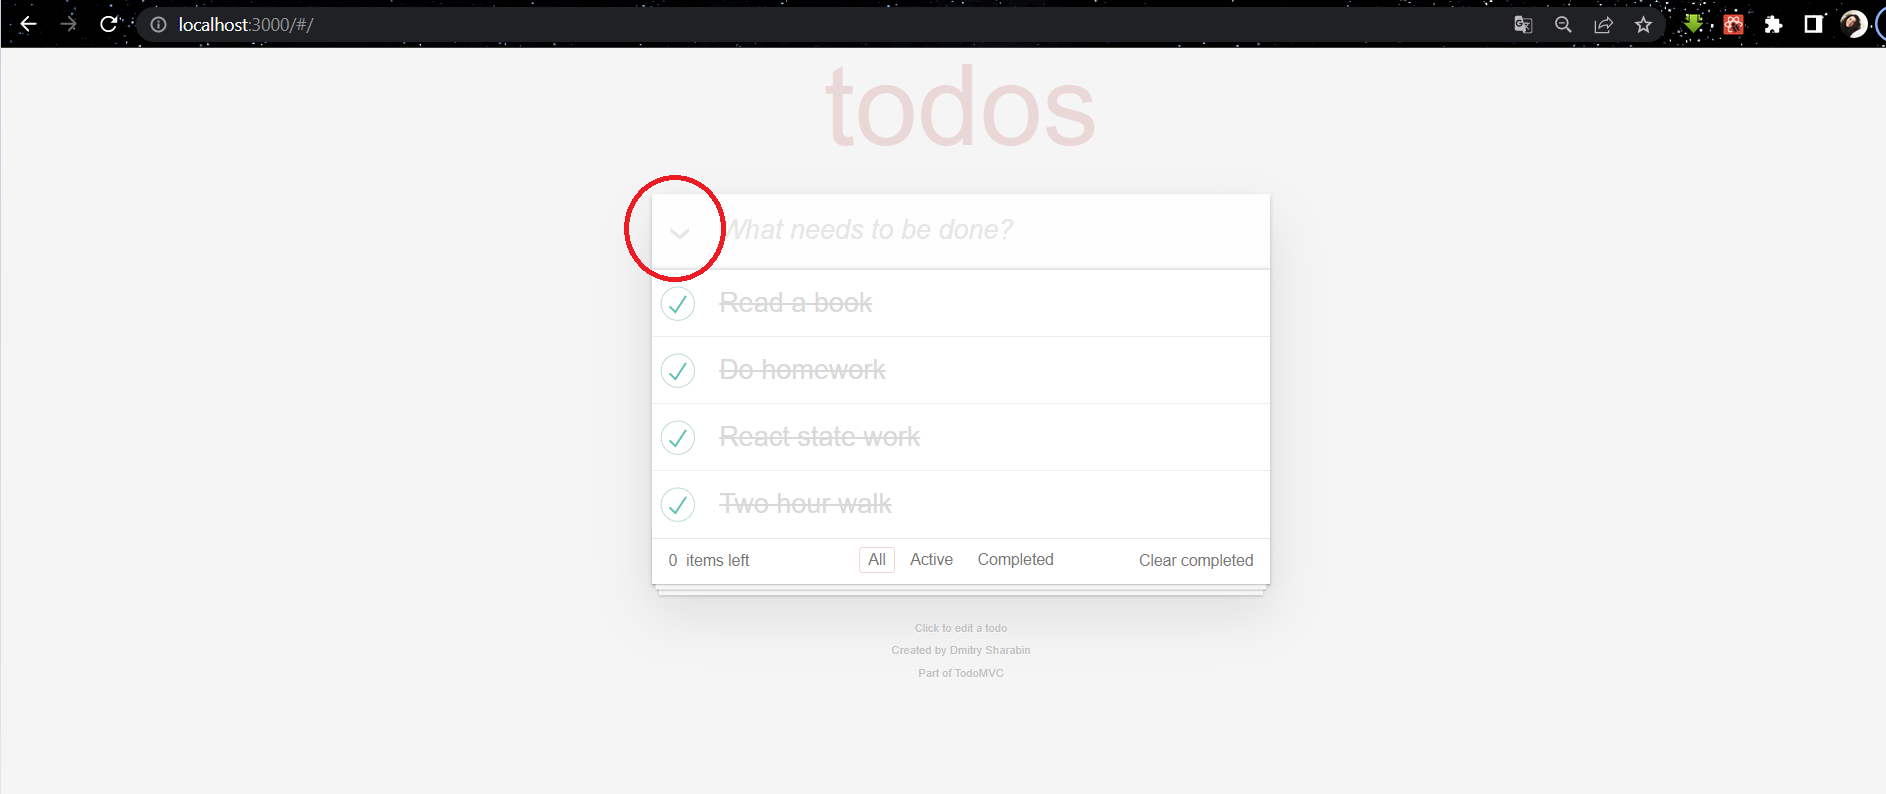 localhost:3000/#/
todos
What needs to be done?
Read a book
Do homework
React state work
Two hour walk
0 items left All Active Completed Clear completed
Click to edit a todo
Created by Dmitry Sharabin
Part of TodoMVC